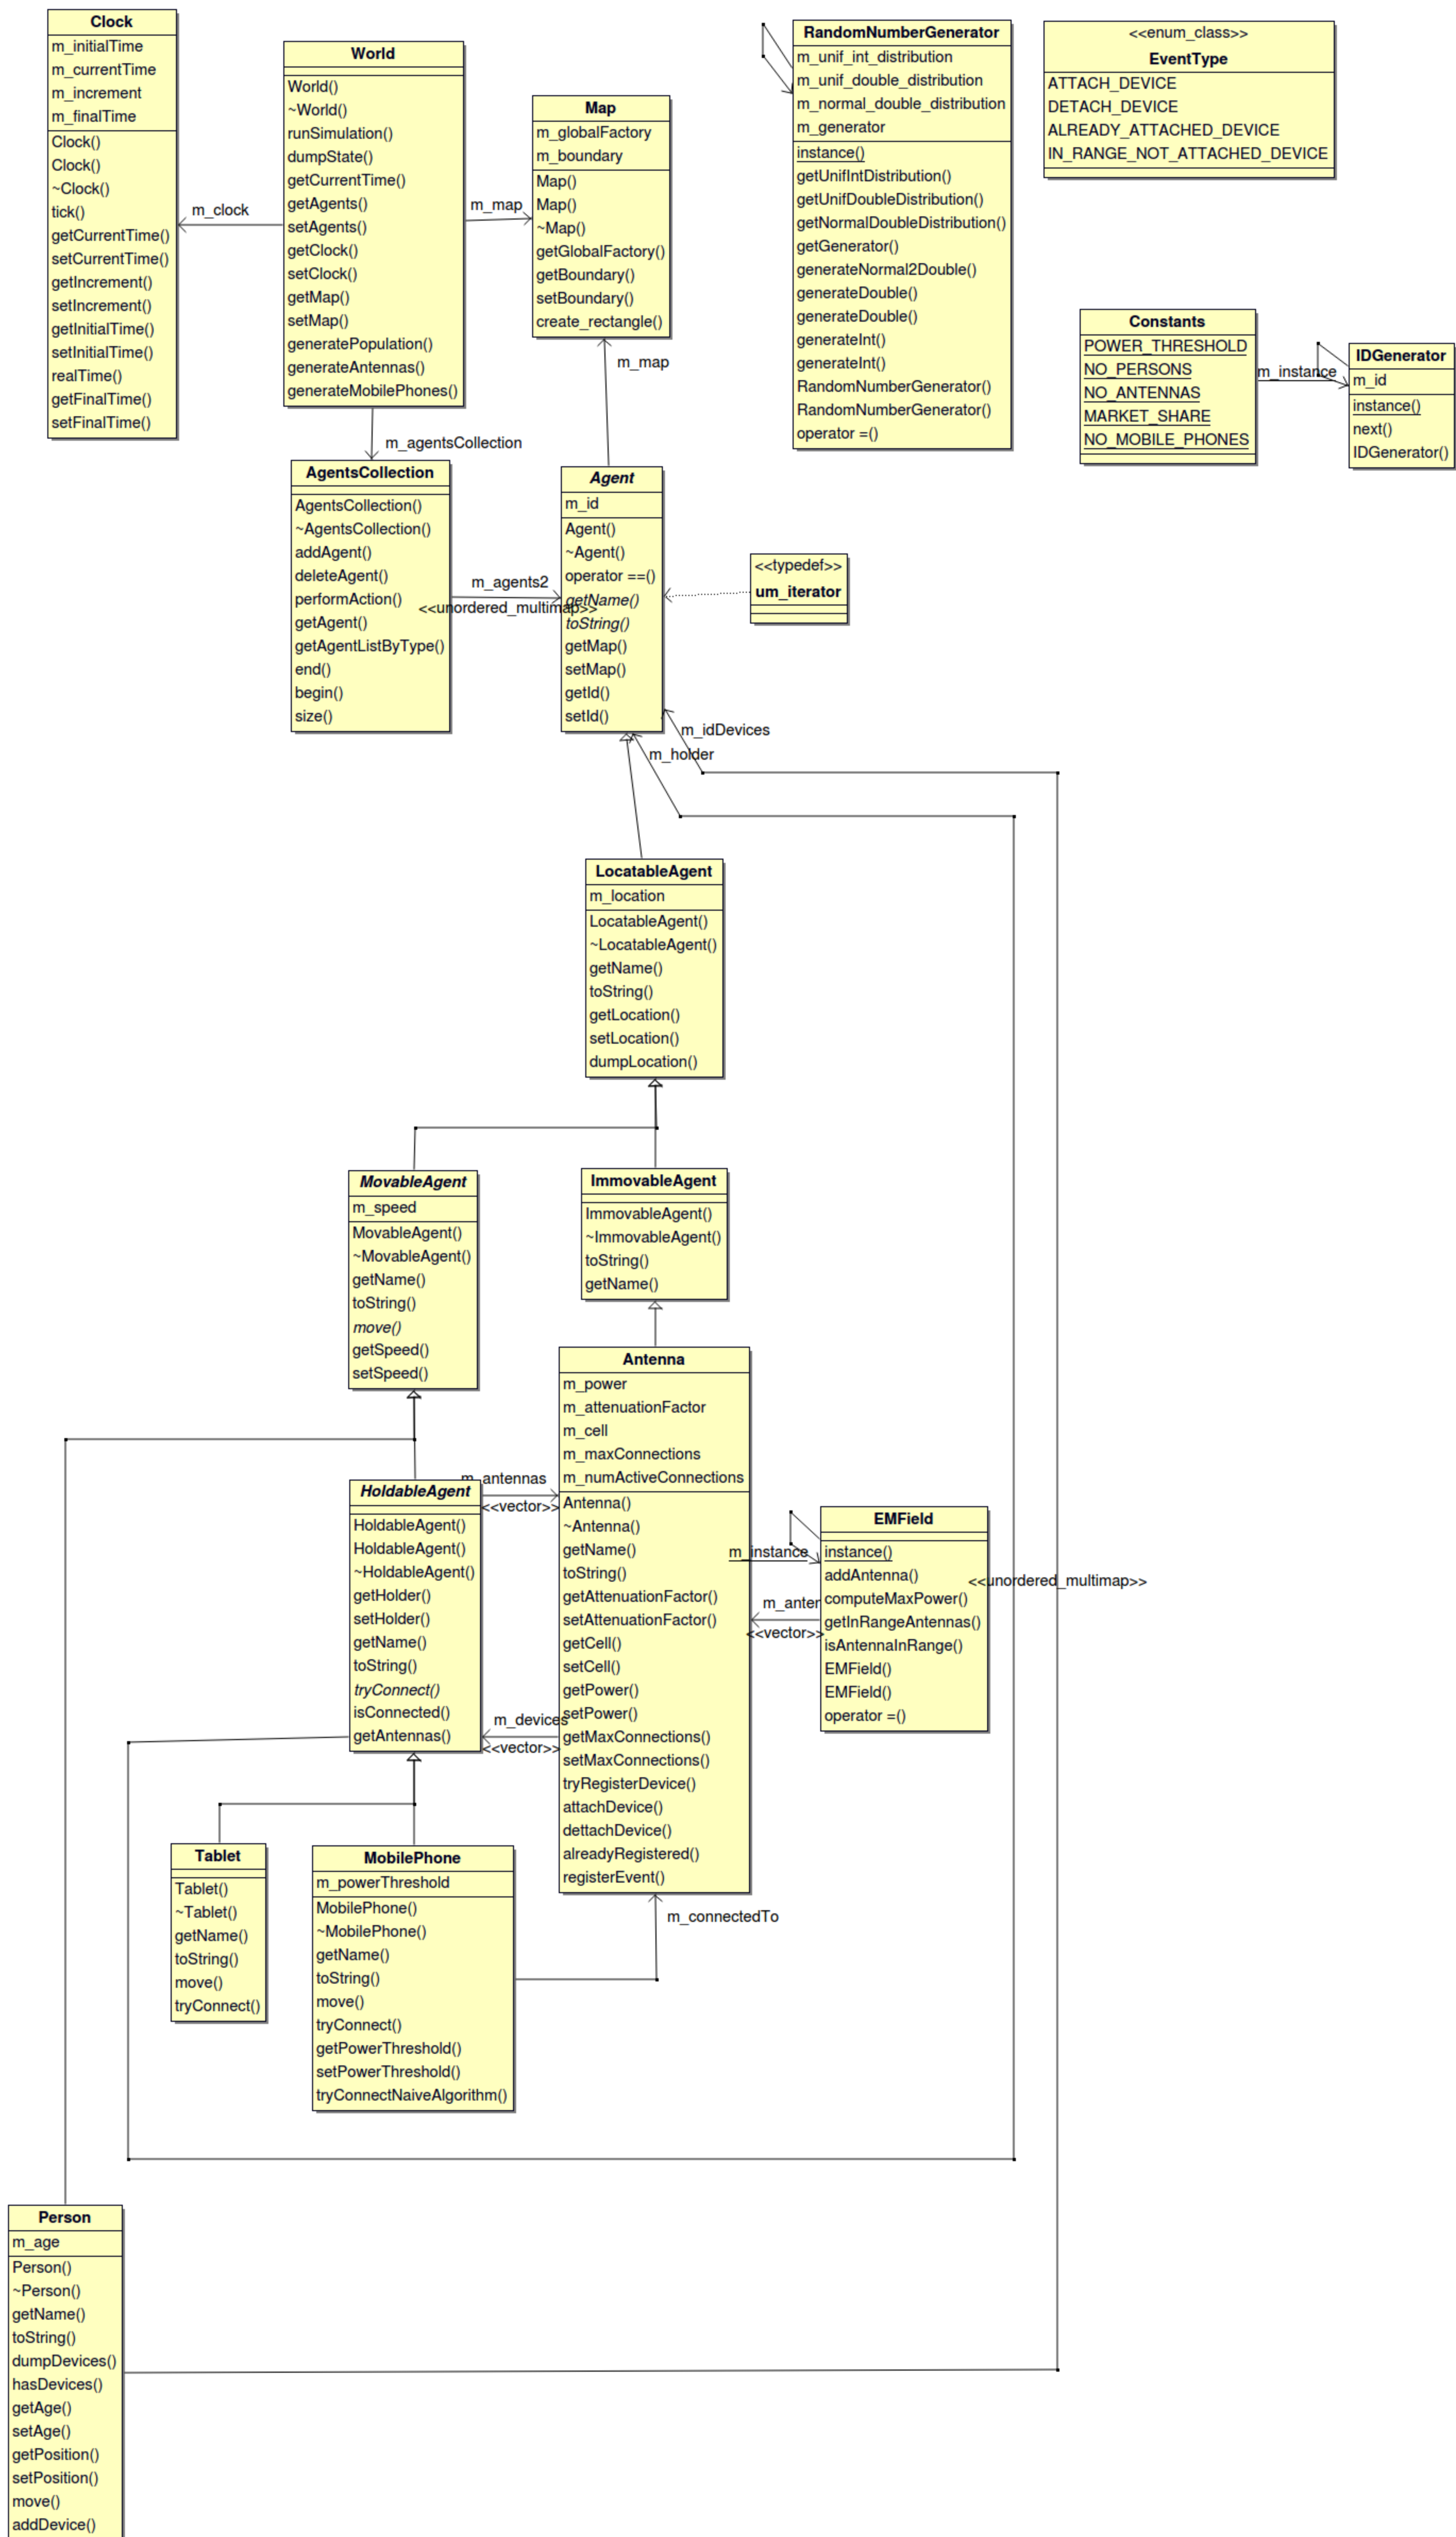 Clock
m_initialTime
m_currentTime
m_increment
m_finalTime
Clock()
Clock()
~Clock()
tick()
getCurrentTime()
setCurrentTime()
getIncrement()
setIncrement()
getInitialTime()
setInitialTime()
realTime()
getFinalTime()
setFinalTime()
m_clock
World
World()
~World()
runSimulation()
dumpState()
getCurrentTime()
getAgents()
setAgents()
getClock()
setClock()
getMap()
setMap()
generatePopulation()
generateAntennas()
generateMobilePhones()
m_map
Map
m_globalFactory
m_boundary
Map()
Map()
~Map()
getGlobalFactory()
getBoundary()
setBoundary()
create_rectangle()
m_map
RandomNumberGenerator
m_unif_int_distribution
m_unif_double_distribution
m_normal_double_distribution
m_generator
instance()
getUnifIntDistribution()
getUnifDoubleDistribution()
getNormalDoubleDistribution()
getGenerator()
generateNormal2Double()
generateDouble()
generateDouble()
generateInt()
generateInt()
RandomNumberGenerator()
RandomNumberGenerator()
operator =()
<<enum_class>>
EventType
ATTACH_DEVICE
DETACH_DEVICE
ALREADY_ATTACHED_DEVICE
IN_RANGE_NOT_ATTACHED_DEVICE
Constants
POWER_THRESHOLD
NO_PERSONS
NO_ANTENNAS
MARKET_SHARE
NO_MOBILE_PHONES
m_instance
IDGenerator
m_id
instance()
next()
IDGenerator()
m_agentsCollection
AgentsCollection
AgentsCollection()
~AgentsCollection()
addAgent()
deleteAgent()
performAction()
getAgent()
getAgentListByType()
end()
begin()
size()
m_agents2
<<unordered_multimap>>
Agent
m_id
Agent()
~Agent()
operator ==()
getName()
toString()
getMap()
setMap()
getId()
setId()
<<typedef>>
um_iterator
m_idDevices
m_holder
LocatableAgent
m_location
LocatableAgent()
~LocatableAgent()
getName()
toString()
getLocation()
setLocation()
dumpLocation()
MovableAgent
m_speed
MovableAgent()
~MovableAgent()
getName()
toString()
move()
getSpeed()
setSpeed()
ImmovableAgent
ImmovableAgent()
~ImmovableAgent()
toString()
getName()
HoldableAgent
HoldableAgent()
HoldableAgent()
~HoldableAgent()
getHolder()
setHolder()
getName()
toString()
tryConnect()
isConnected()
getAntennas()
m_antennas
<<vector>>
m_devices
<<vector>>
Antenna
m_power
m_attenuationFactor
m_cell
m_maxConnections
m_numActiveConnections
Antenna()
~Antenna()
getName()
toString()
getAttenuationFactor()
setAttenuationFactor()
getCell()
setCell()
getPower()
setPower()
getMaxConnections()
setMaxConnections()
tryRegisterDevice()
attachDevice()
dettachDevice()
alreadyRegistered()
registerEvent()
m_instance
m_anter
<<vector>>
EMField
instance()
addAntenna()
computeMaxPower()
getInRangeAntennas()
isAntennaInRange()
EMField()
EMField()
operator =()
<<unordered_multimap>>
Tablet
Tablet()
~Tablet()
getName()
toString()
move()
tryConnect()
MobilePhone
m_powerThreshold
MobilePhone()
~MobilePhone()
getName()
toString()
move()
tryConnect()
getPowerThreshold()
setPowerThreshold()
tryConnectNaiveAlgorithm()
m_connectedTo
Person
m_age
Person()
~Person()
getName()
toString()
dumpDevices()
hasDevices()
getAge()
setAge()
getPosition()
setPosition()
move()
addDevice()